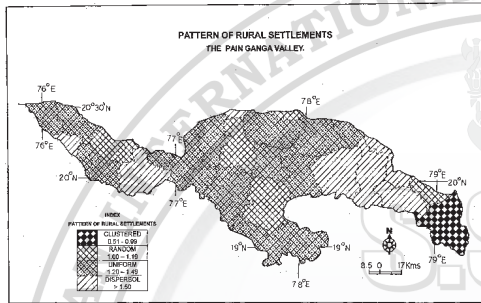 PATTERN OF RURAL SETTLEMENTS
THE PAIN GANGA VALLEY.
76°E
20°30'N
78°E
77°E
76°E
20°N
77°E
79°E
20°N
19°N
19°N
78°E
79°E
N
8.5 0 17Kms
INDEX
PATTERN OF RURAL SETTLEMENTS
CLUSTERED
0.51 - 0.99
RANDOM
1.00 - 1.19
UNIFORM
1.20 - 1.49
DISPERSOL
> 1.50